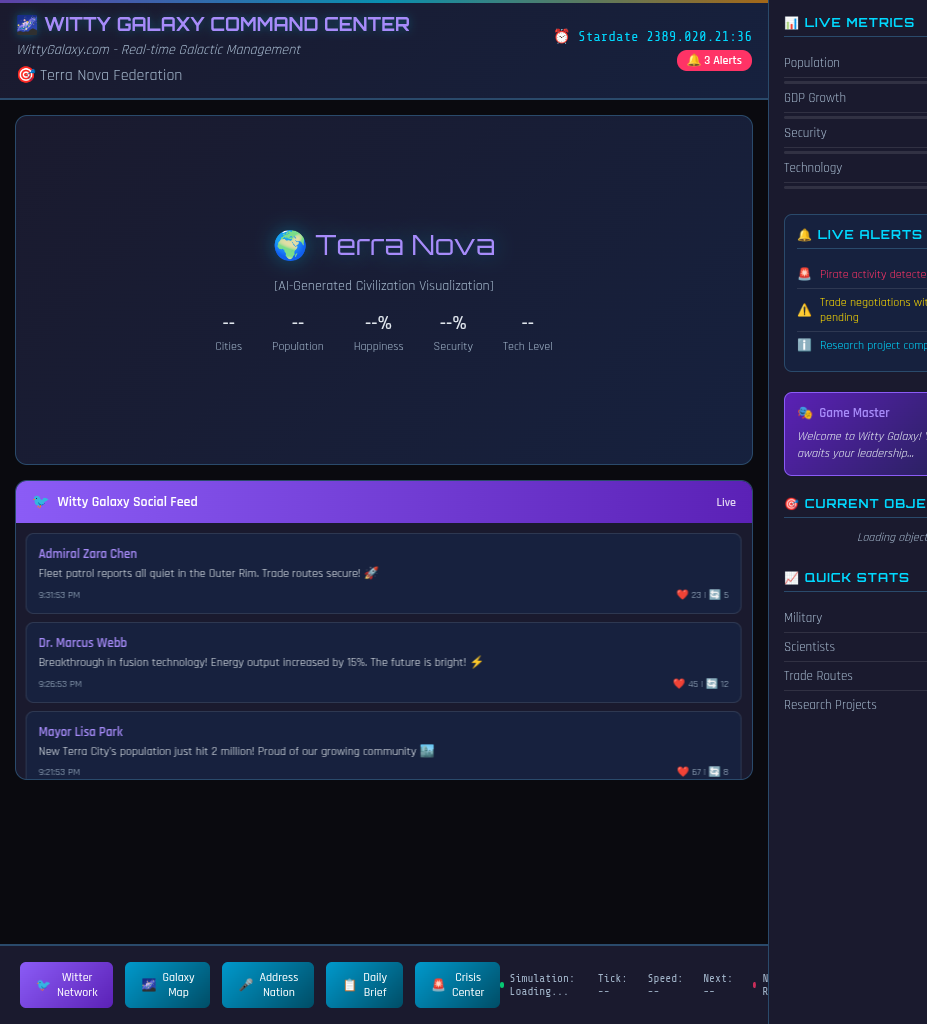 🌌 WITTY GALAXY COMMAND CENTER
WittyGalaxy.com - Real-time Galactic Management
🎯 Terra Nova Federation
⏰ Stardate 2389.020.21:36
🔔 3 Alerts
🌍 Terra Nova
[AI-Generated Civilization Visualization]
-- -- --% --% --
Cities Population Happiness Security Tech Level
🐦 Witty Galaxy Social Feed Live
Admiral Zara Chen
Fleet patrol reports all quiet in the Outer Rim. Trade routes secure! 🚀
9:31:53 PM ❤️ 23 | 🔄 5
Dr. Marcus Webb
Breakthrough in fusion technology! Energy output increased by 15%. The future is bright! ⚡
9:26:53 PM ❤️ 45 | 🔄 12
Mayor Lisa Park
New Terra City's population just hit 2 million! Proud of our growing community 🏙️
9:21:53 PM ❤️ 67 | 🔄 8
🐦 Witter
Network
🌌 Galaxy
Map
🎤 Address
Nation
📋 Daily
Brief
🚨 Crisis
Center
Simulation:
Loading...
Tick:
--
Speed:
--
Next:
--
N
R
📊 LIVE METRICS
Population
GDP Growth
Security
Technology
🔔 LIVE ALERTS
🚨 Pirate activity detecte
⚠️ Trade negotiations wi
pending
ℹ️ Research project comp
🎭 Game Master
Welcome to Witty Galaxy!
awaits your leadership...
🎯 CURRENT OBJE
Loading object
📈 QUICK STATS
Military
Scientists
Trade Routes
Research Projects